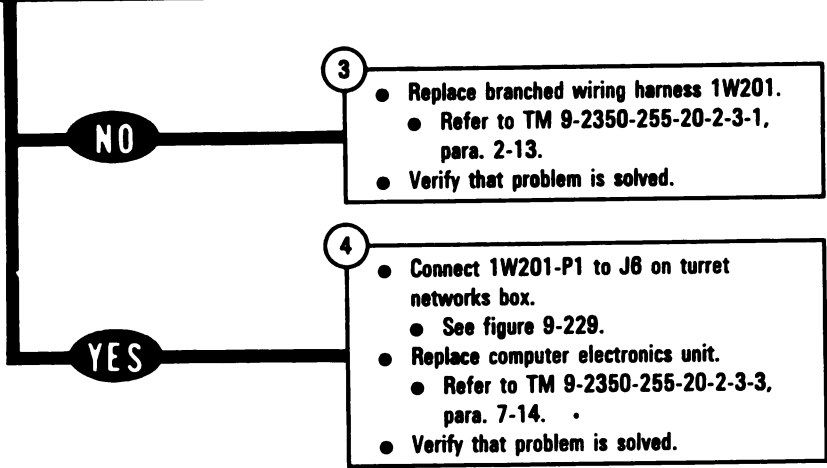 3
● Replace branched wiring harness 1W201.
● Refer to TM 9-2350-255-20-2-3-1,
para. 2-13.
● Verify that problem is solved.
NO
4
● Connect 1W201-P1 to J6 on turret
networks box.
● See figure 9-229.
● Replace computer electronics unit.
● Refer to TM 9-2350-255-20-2-3-3,
para. 7-14.
● Verify that problem is solved.
YES